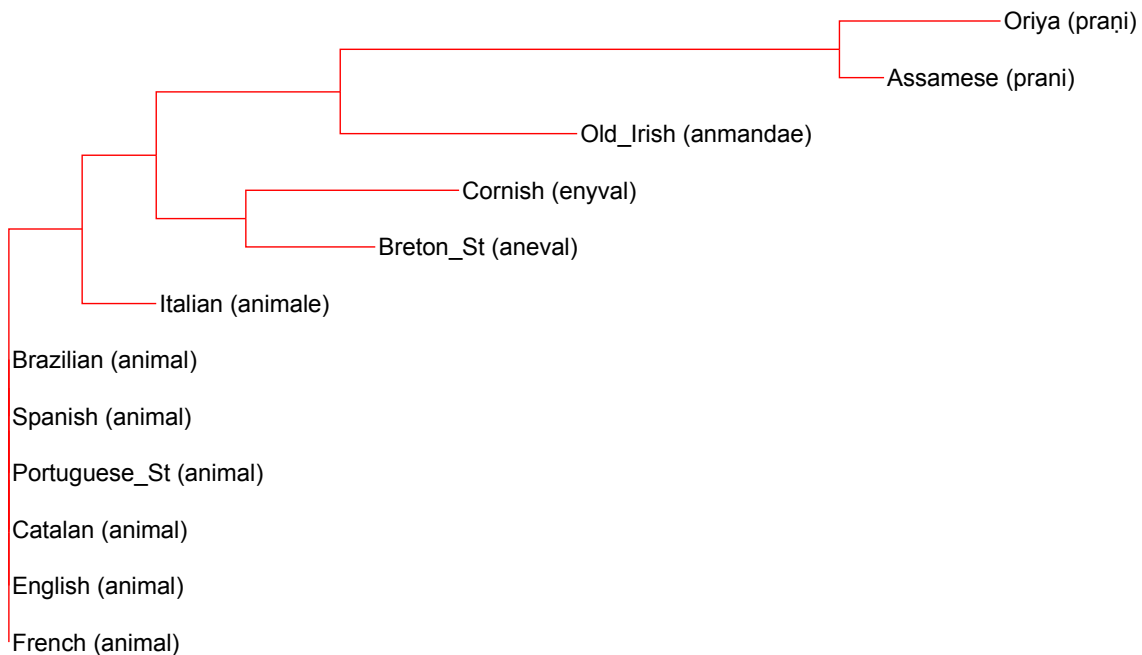 Oriya (praṇi)
Assamese (prani)
Old_Irish (anmandae)
Cornish (enyval)
Breton_St (aneval)
Italian (animale)
Brazilian (animal)
Spanish (animal)
Portuguese_St (animal)
Catalan (animal)
English (animal)
French (animal)